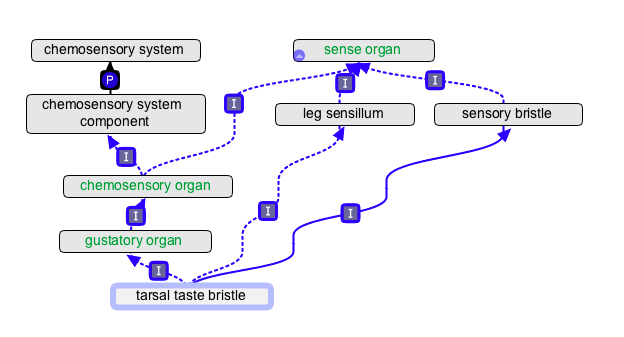 chemosensory system
sense organ
P
I
I
I
chemosensory system
component
leg sensillum
sensory bristle
I
chemosensory organ
I
I
I
gustatory organ
I
tarsal taste bristle